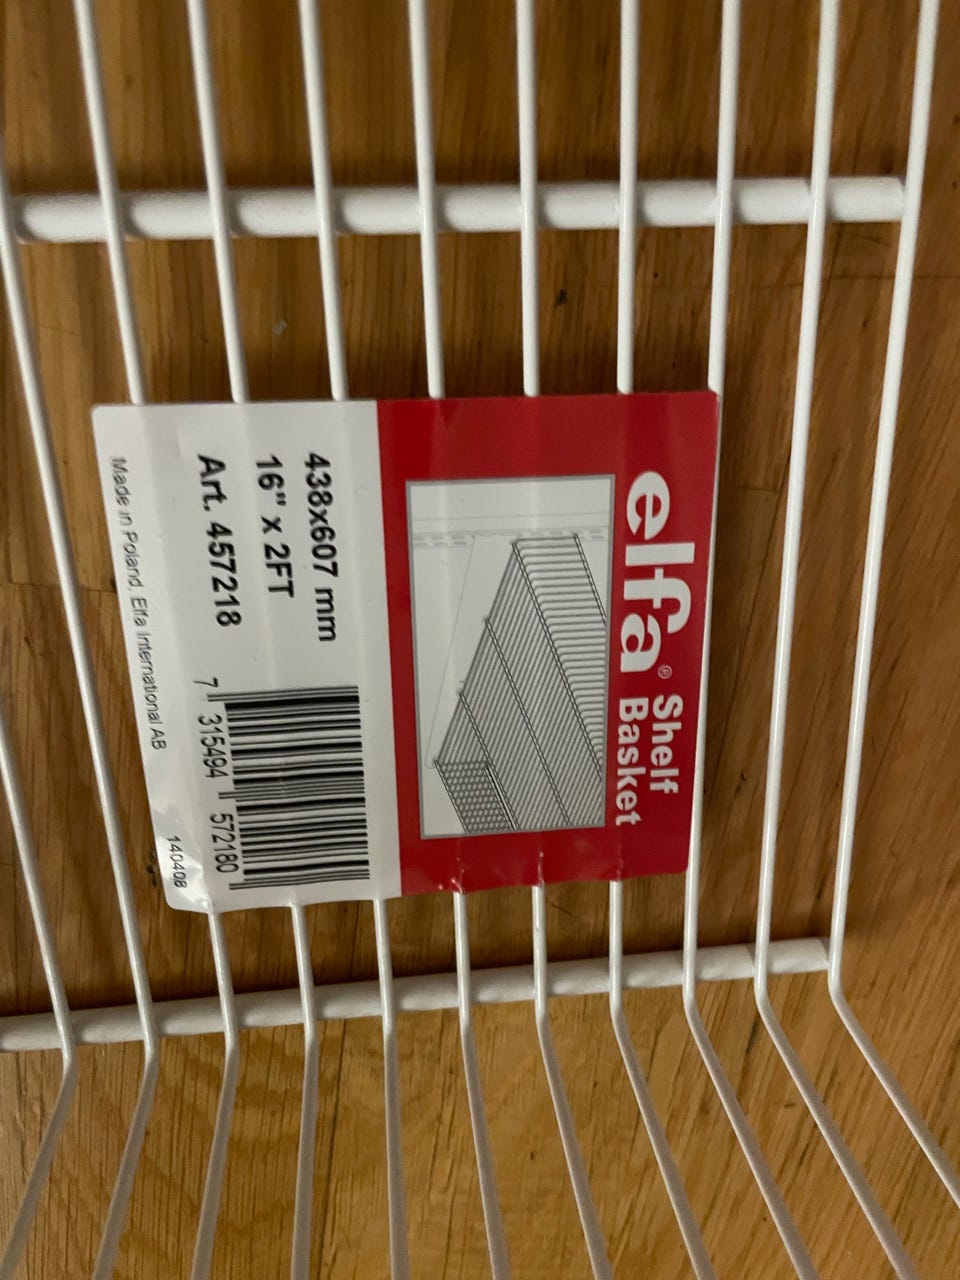 elfa® Shelf
Basket
438x607 mm
16" x 2FT
Art. 457218
7 315494 572180
Made in Poland, Elfa International AB
140408